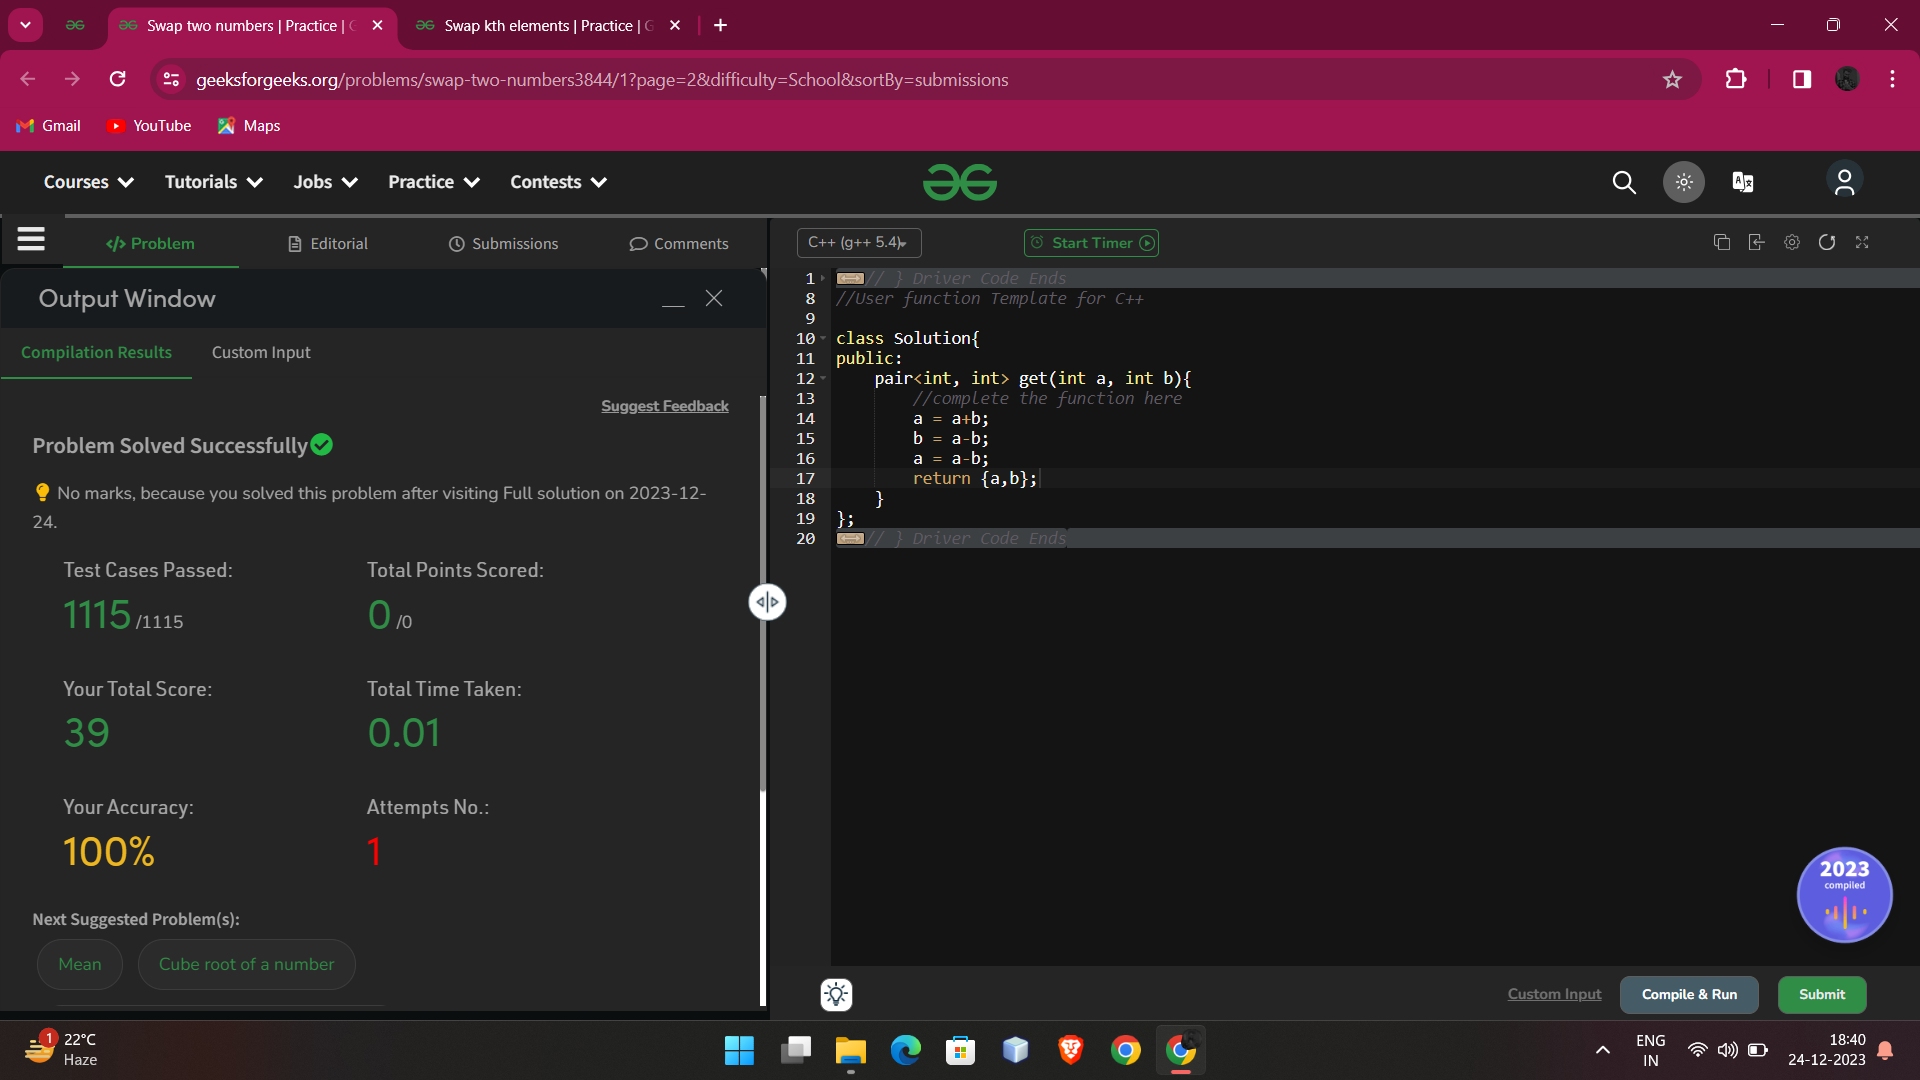 Swap two numbers | Practice |
Swap kth elements | Practice |
geeksforgeeks.org/problems/swap-two-numbers3844/1?page=2&difficulty=School&sortBy=submissions
Gmail
YouTube
Maps
Courses
Tutorials
Jobs
Practice
Contests
Problem
Editorial
Submissions
Comments
C++ (g++ 5.4)
Start Timer
Output Window
Compilation Results
Custom Input
Suggest Feedback
Problem Solved Successfully
No marks, because you solved this problem after visiting Full solution on 2023-12-
24.
Test Cases Passed:
Total Points Scored:
1115 /1115
0 /0
Your Total Score:
Total Time Taken:
39
0.01
Your Accuracy:
Attempts No.:
100%
1
Next Suggested Problem(s):
Mean
Cube root of a number
1 // } Driver Code Ends
8 //User function Template for C++
9
10 class Solution{
11 public:
12 pair<int, int> get(int a, int b){
13 //complete the function here
14 a = a+b;
15 b = a-b;
16 a = a-b;
17 return {a,b};
18 }
19 };
20 // } Driver Code Ends
2023
compiled
Custom Input
Compile & Run
Submit
1
22°C
Haze
ENG
IN
18:40
24-12-2023